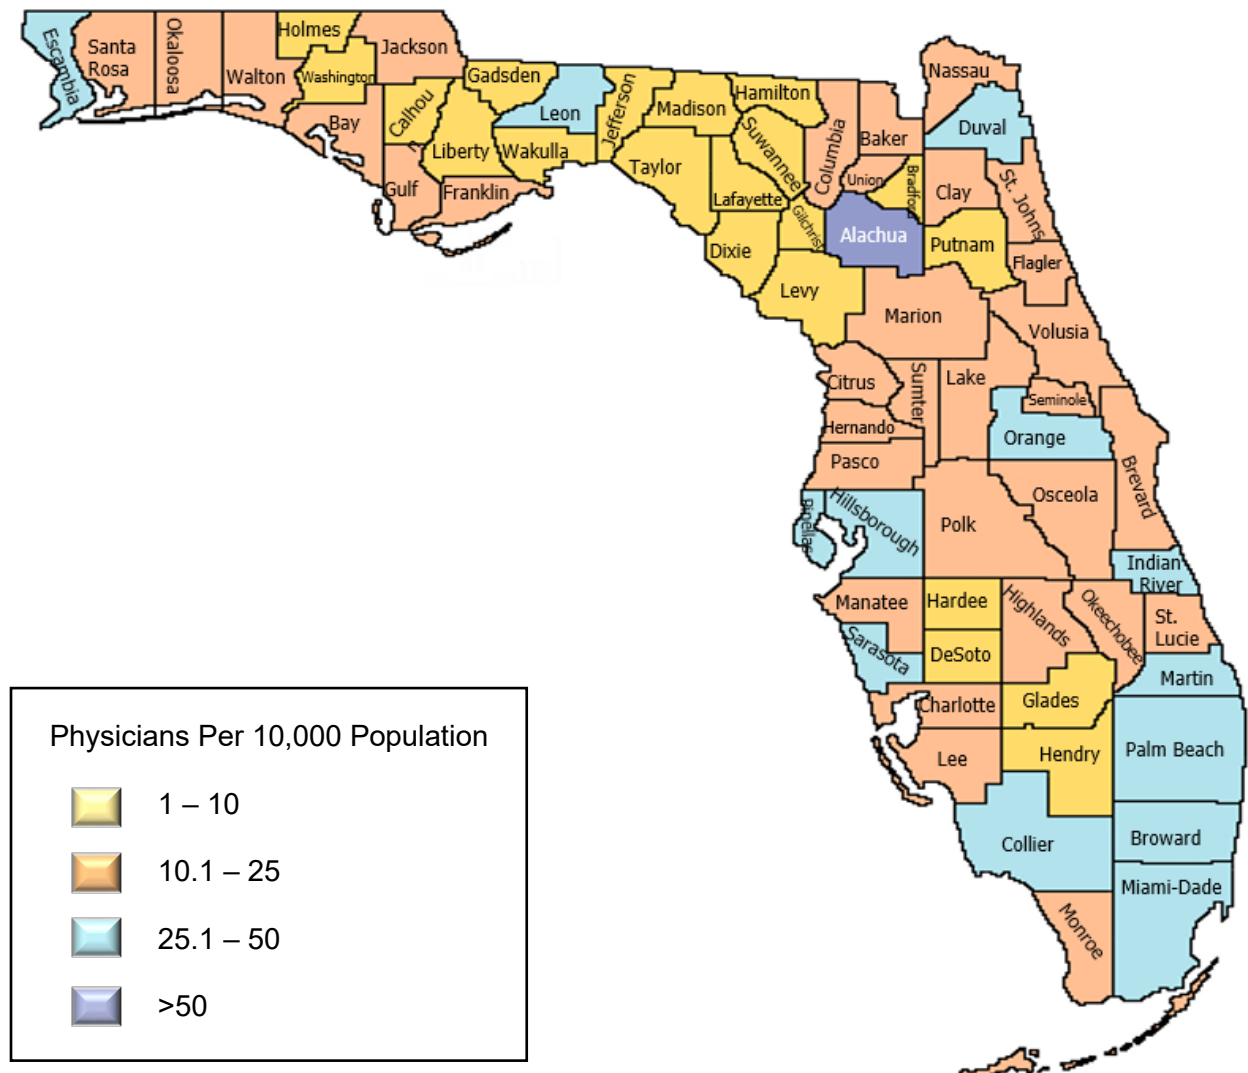 Escambia
Santa
Rosa
Okaloosa
Walton
Holmes
Washington
Jackson
Bay
Calhou
n
Gulf
Liberty
Gadsden
Franklin
Leon
Wakulla
Jefferson
Madison
Taylor
Hamilton
Suwannee
Lafayette
Dixie
Columbia
Gilchrist
Levy
Baker
Union
Bradford
Alachua
Nassau
Duval
Clay
St. Johns
Putnam
Flagler
Marion
Volusia
Citrus
Sumter
Lake
Seminole
Hernando
Orange
Pasco
Brevard
Pinellas
Hillsborough
Polk
Osceola
Indian
River
Manatee
Hardee
Highlands
Okeechobee
St.
Lucie
Sarasota
DeSoto
Martin
Charlotte
Glades
Lee
Hendry
Palm Beach
Collier
Broward
Miami-Dade
Monroe
Physicians Per 10,000 Population
1 – 10
10.1 – 25
25.1 – 50
>50